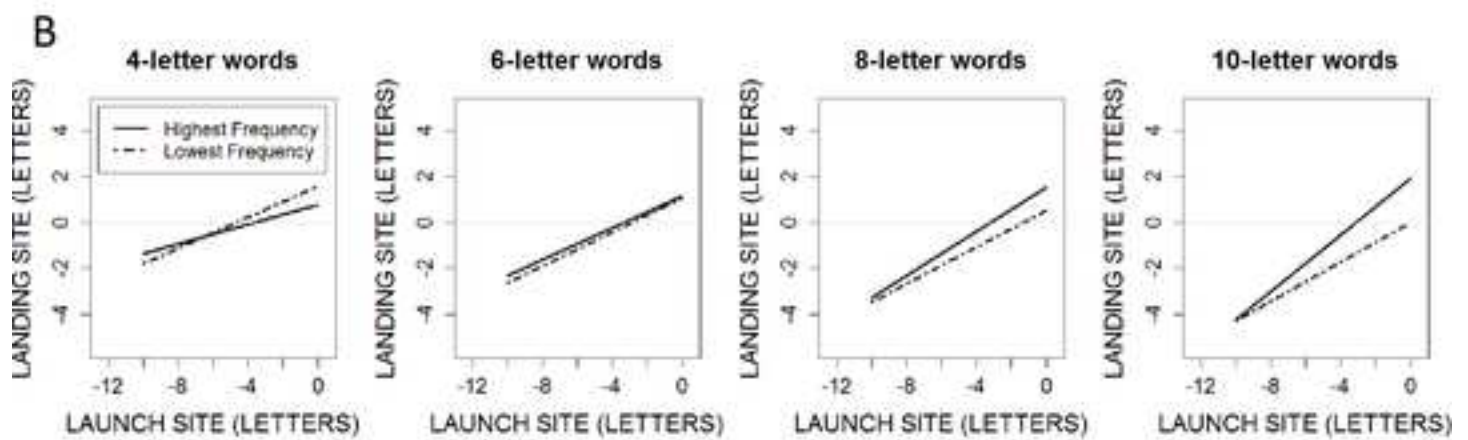 B
4-letter words
6-letter words
8-letter words
10-letter words
Highest Frequency
Lowest Frequency
LANDING SITE (LETTERS)
4
2
0
-2
-4
LANDING SITE (LETTERS)
4
2
0
-2
-4
LANDING SITE (LETTERS)
4
2
0
-2
-4
LANDING SITE (LETTERS)
4
2
0
-2
-4
-12 -8 -4 0
-12 -8 -4 0
-12 -8 -4 0
-12 -8 -4 0
LAUNCH SITE (LETTERS)
LAUNCH SITE (LETTERS)
LAUNCH SITE (LETTERS)
LAUNCH SITE (LETTERS)